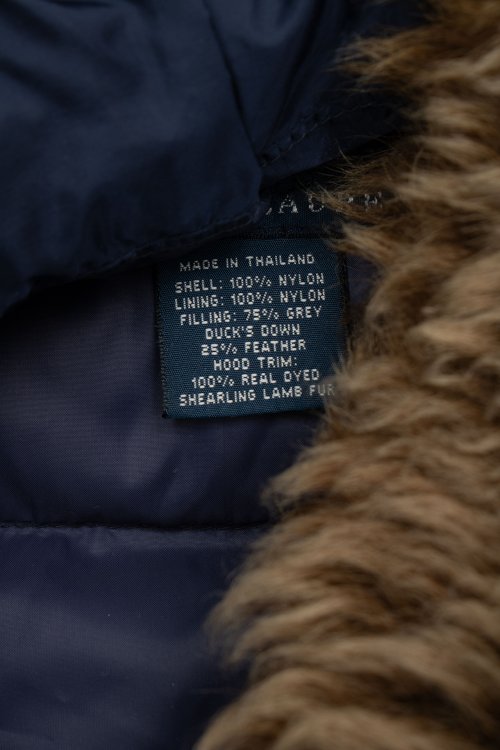 MADE IN THAILAND
SHELL: 100% NYLON
LINING: 100% NYLON
FILLING: 75% GREY
DUCK'S DOWN
25% FEATHER
HOOD TRIM:
100% REAL DYED
SHEARLING LAMB FUR